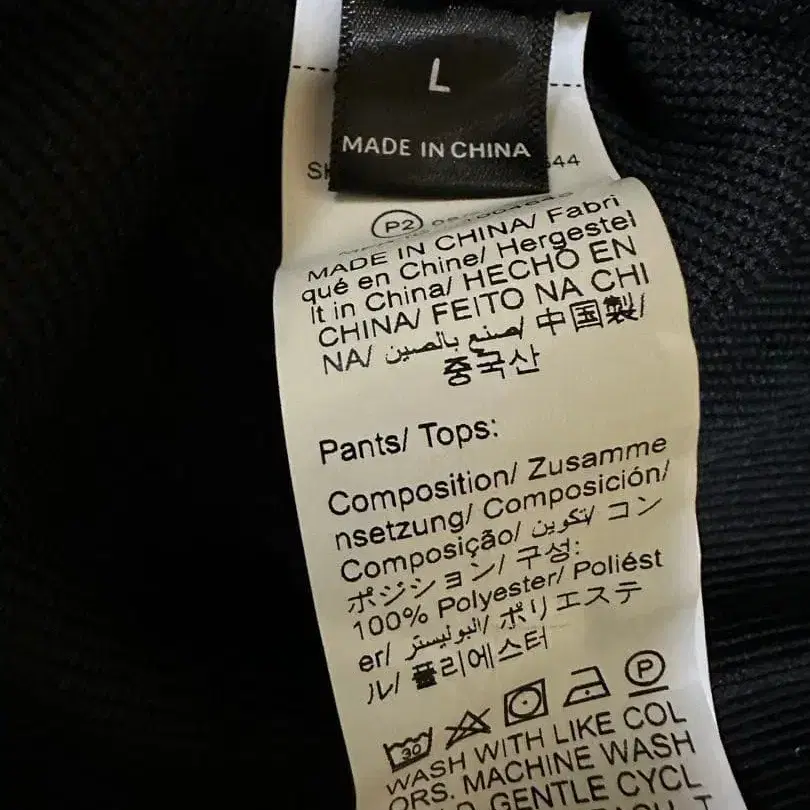 L
MADE IN CHINA
44
P2
MADE IN CHINA/ Fabri
qué en Chine/ Hergestel
lt in China/ HECHO EN
CHINA/ FEITO NA CHI
NA/ صنع بالصين/ 中国製/
중국산
Pants/ Tops:
Composition/ Zusamme
nsetzung/ Composición/
Composição/ تكوين/ コン
ポジション/ 구성:
100% Polyester/ Poliést
er/ البوليستر/ ポリエステ
ル/ 폴리에스터
30
P
WASH WITH LIKE COL
ORS. MACHINE WASH
GENTLE CYCL